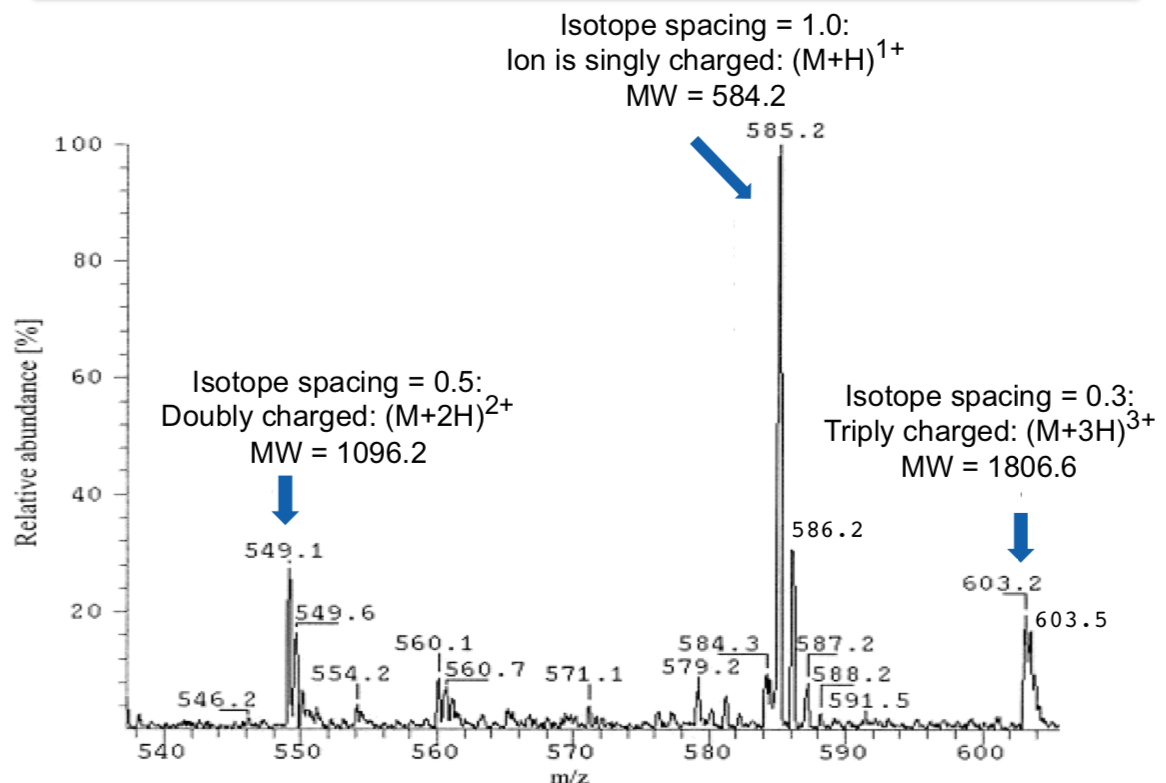 Isotope spacing = 1.0:
Ion is singly charged: (M+H)1+
MW = 584.2
585.2
100
80
60
40
20
Relative abundance [%]
Isotope spacing = 0.5:
Doubly charged: (M+2H)2+
MW = 1096.2
Isotope spacing = 0.3:
Triply charged: (M+3H)3+
MW = 1806.6
549.1
549.6
546.2
554.2
560.1
560.7
571.1
579.2
584.3
586.2
587.2
588.2
591.5
603.2
603.5
540
550
560
570
580
590
600
m/z